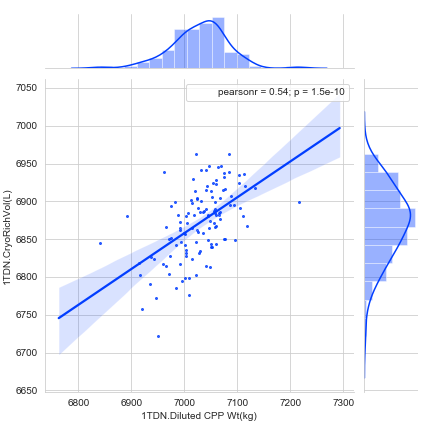 pearsonr = 0.54; p = 1.5e-10
7050
7000
6950
6900
6850
6800
6750
6700
6650
1TDN.CryoRichVol(L)
6800 6900 7000 7100 7200 7300
1TDN.Diluted CPP Wt(kg)